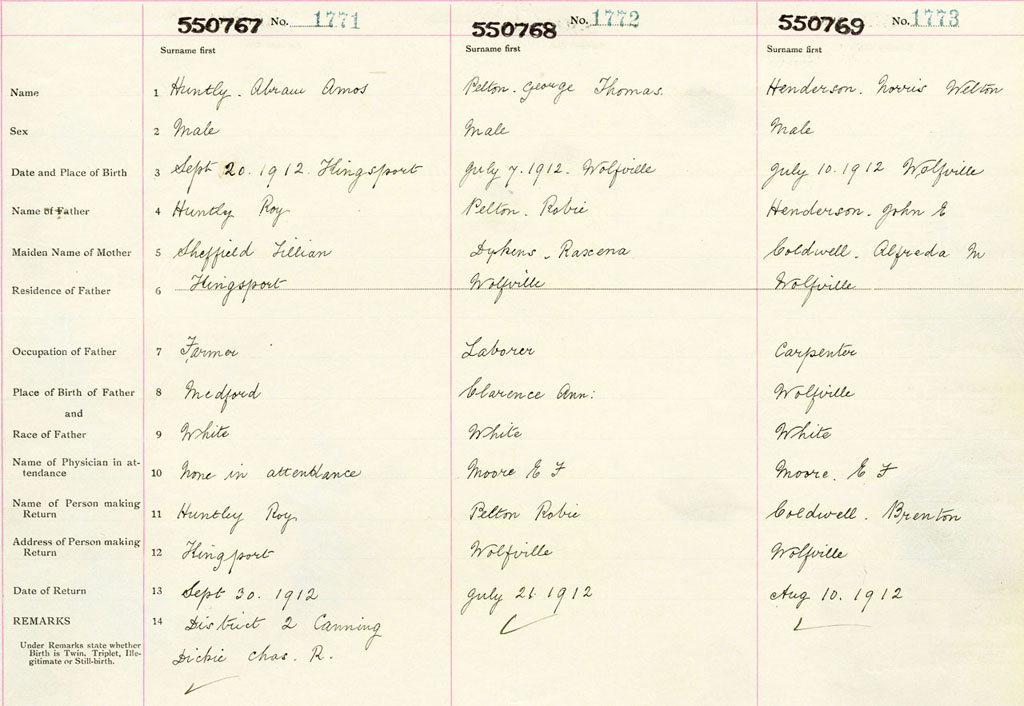 550767 No. 1771 550768 No. 1772 550769 No. 1773
Surname first Surname first Surname first
Name 1 Huntly. Abram Amos Pelton. George Thomas. Henderson. Norris Welton
Sex 2 Male Male Male
Date and Place of Birth 3 Sept 20. 1912. Kingsport July 7. 1912. Wolfville July 10. 1912 Wolfville
Name of Father 4 Huntly Roy Pelton. Robie Henderson. John E
Maiden Name of Mother 5 Sheffield Lillian Dykens. Raxena Coldwell. Alfreda M
Residence of Father 6 Kingsport Wolfville Wolfville
Occupation of Father 7 Farmer Laborer Carpenter
Place of Birth of Father 8 Medford Clarence Ann: Wolfville
and
Race of Father 9 White White White
Name of Physician in at-
tendance 10 None in attendance Moore E F Moore. E F
Name of Person making
Return 11 Huntley Roy Pelton Robie Coldwell. Brenton
Address of Person making
Return 12 Kingport Wolfville Wolfville
Date of Return 13 Sept 30. 1912 July 21. 1912 Aug 10. 1912
REMARKS 14 District 2 Canning
Under Remarks state whether
Birth is Twin, Triplet, Ille-
gitimate or Still-birth.
Dickie Chas. R.